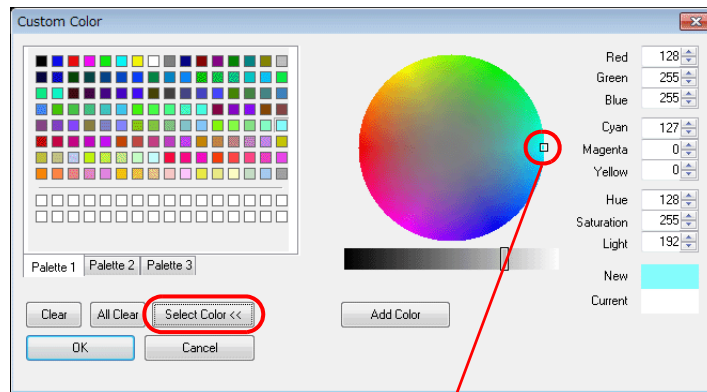 Custom Color
Red 128
Green 255
Blue 255
Cyan 127
Magenta 0
Yellow 0
Hue 128
Saturation 255
Light 192
New
Current
Palette 1 Palette 2 Palette 3
Clear All Clear Select Color << Add Color
OK Cancel